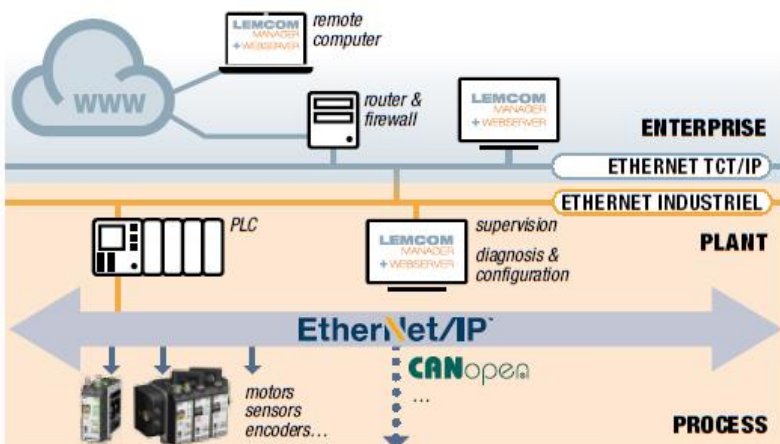 LEMCOM
MANAGER
+WEBSERVER
remote
computer
WWW
router &
firewall
LEMCOM
MANAGER
+WEBSERVER
ENTERPRISE
ETHERNET TCT/IP
ETHERNET INDUSTRIEL
PLC
LEMCOM
MANAGER
+WEBSERVER
supervision
diagnosis &
configuration
PLANT
EtherNet/IP™
CANopen
...
motors
sensors
encoders...
PROCESS